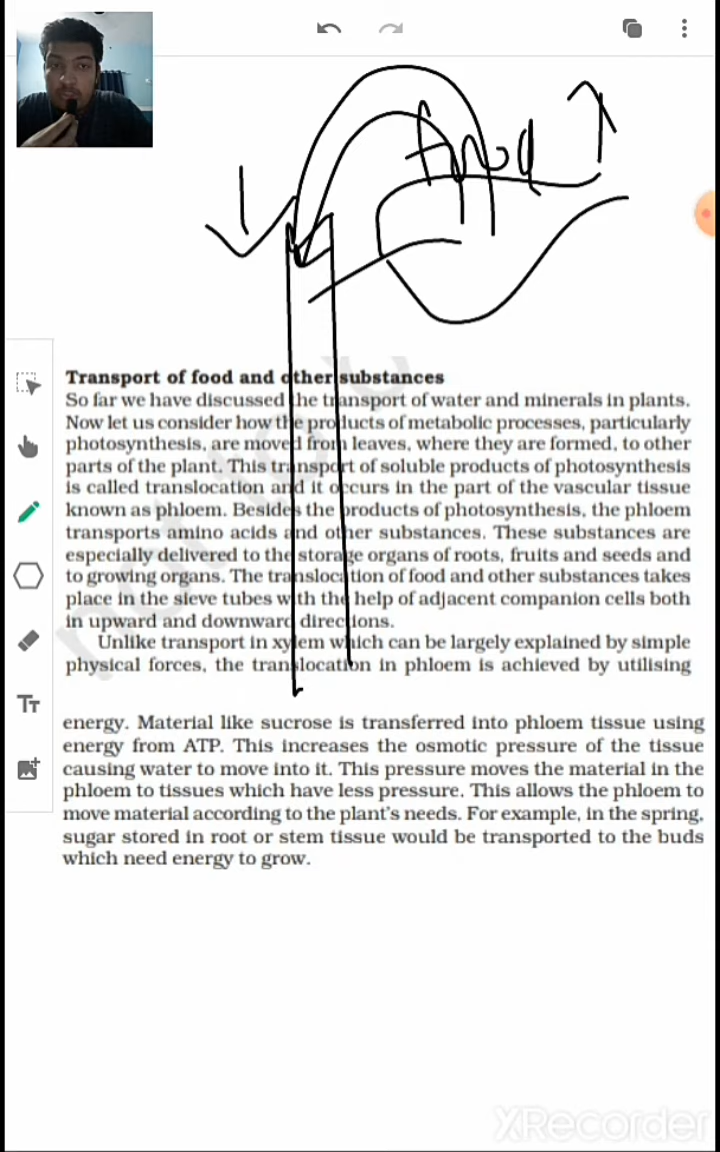 food
Transport of food and other substances
So far we have discussed the transport of water and minerals in plants.
Now let us consider how the products of metabolic processes, particularly
photosynthesis, are moved from leaves, where they are formed, to other
parts of the plant. This transport of soluble products of photosynthesis
is called translocation and it occurs in the part of the vascular tissue
known as phloem. Besides the products of photosynthesis, the phloem
transports amino acids and other substances. These substances are
especially delivered to the storage organs of roots, fruits and seeds and
to growing organs. The translocation of food and other substances takes
place in the sieve tubes with the help of adjacent companion cells both
in upward and downward directions.
Unlike transport in xylem which can be largely explained by simple
physical forces, the translocation in phloem is achieved by utilising
energy. Material like sucrose is transferred into phloem tissue using
energy from ATP. This increases the osmotic pressure of the tissue
causing water to move into it. This pressure moves the material in the
phloem to tissues which have less pressure. This allows the phloem to
move material according to the plant's needs. For example, in the spring,
sugar stored in root or stem tissue would be transported to the buds
which need energy to grow.
Tт
XRecorder